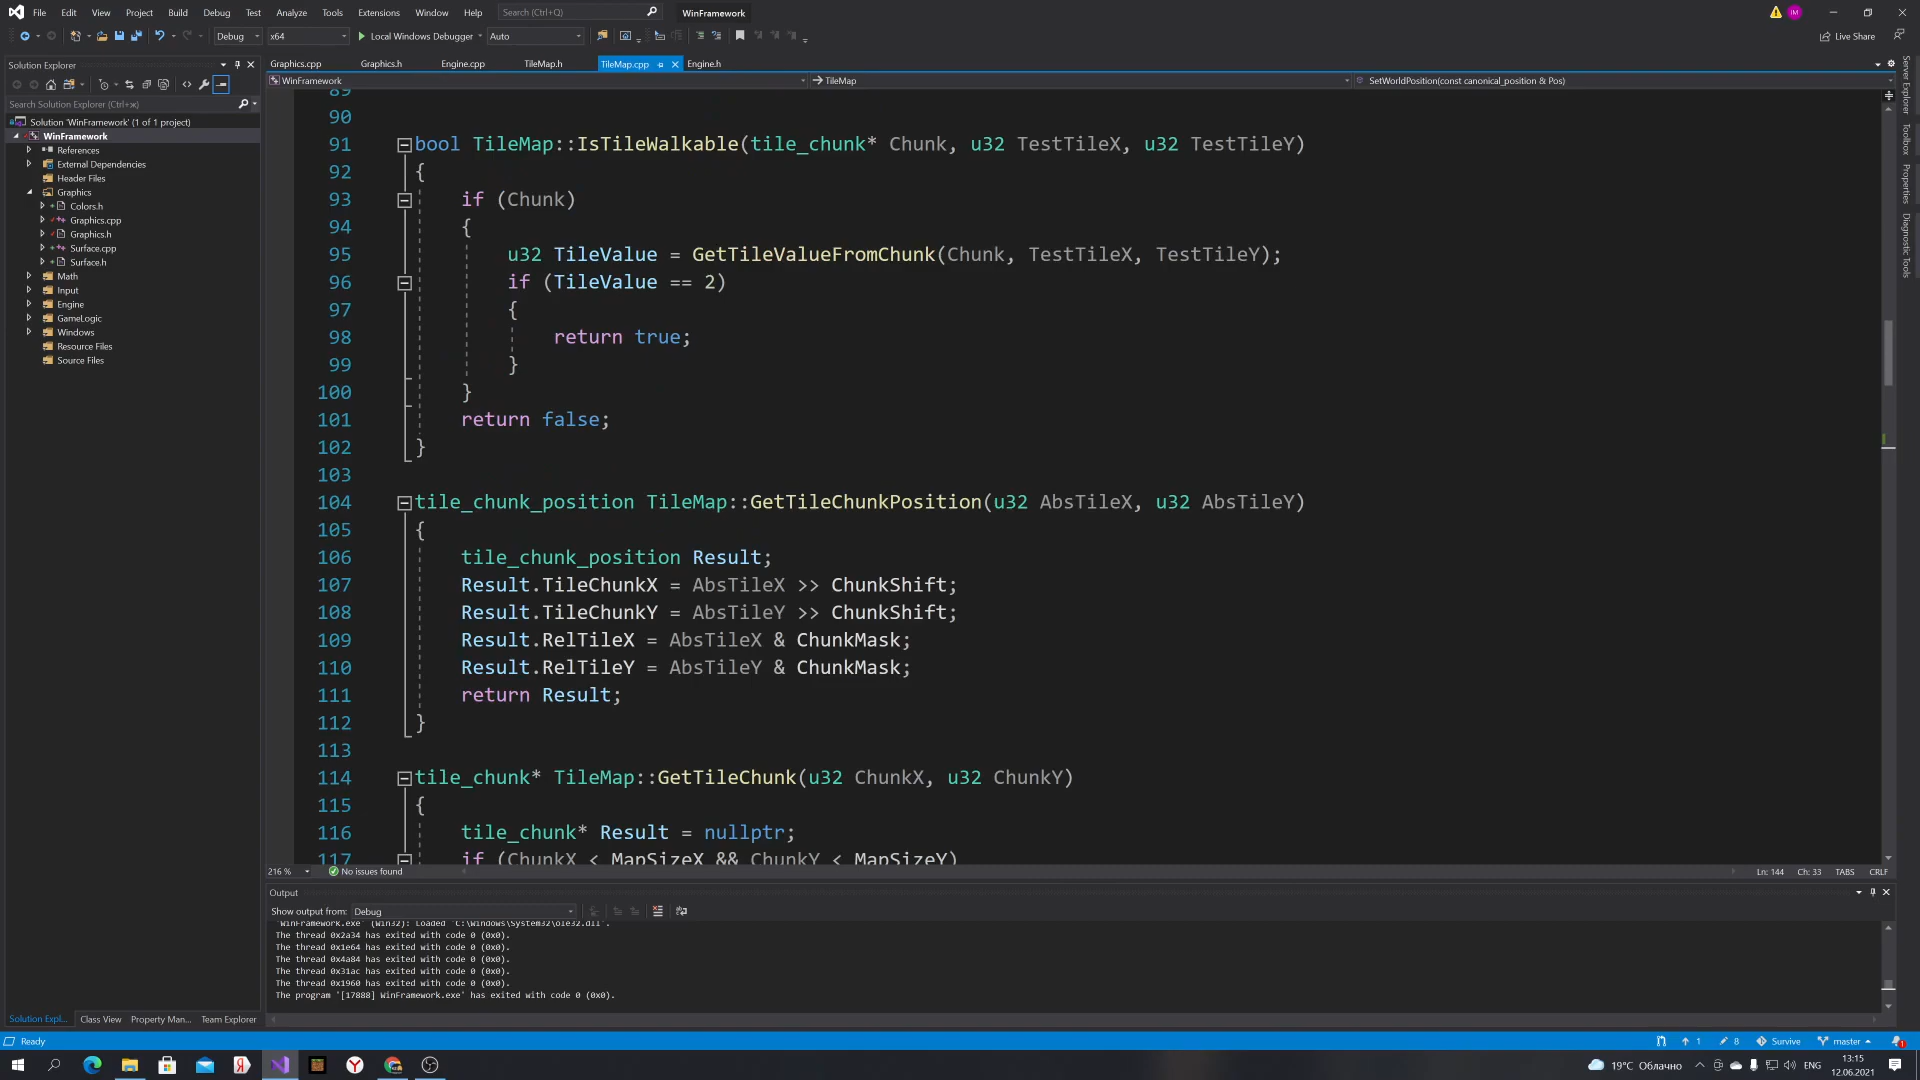 File Edit View Project Build Debug Test Analyze Tools Extensions Window Help Search (Ctrl+Q) WinFramework IM
Debug x64 Local Windows Debugger Auto Live Share
Solution Explorer
Search Solution Explorer (Ctrl+ж)
Solution 'WinFramework' (1 of 1 project)
WinFramework
References
External Dependencies
Header Files
Graphics
Colors.h
Graphics.cpp
Graphics.h
Surface.cpp
Surface.h
Math
Input
Engine
GameLogic
Windows
Resource Files
Source Files
Solution Expl... Class View Property Man... Team Explorer
Graphics.cpp Graphics.h Engine.cpp TileMap.h TileMap.cpp Engine.h
WinFramework TileMap SetWorldPosition(const canonical_position & Pos)
89
90
91 bool TileMap::IsTileWalkable(tile_chunk* Chunk, u32 TestTileX, u32 TestTileY)
92 {
93 if (Chunk)
94 {
95 u32 TileValue = GetTileValueFromChunk(Chunk, TestTileX, TestTileY);
96 if (TileValue == 2)
97 {
98 return true;
99 }
100 }
101 return false;
102 }
103
104 tile_chunk_position TileMap::GetTileChunkPosition(u32 AbsTileX, u32 AbsTileY)
105 {
106 tile_chunk_position Result;
107 Result.TileChunkX = AbsTileX >> ChunkShift;
108 Result.TileChunkY = AbsTileY >> ChunkShift;
109 Result.RelTileX = AbsTileX & ChunkMask;
110 Result.RelTileY = AbsTileY & ChunkMask;
111 return Result;
112 }
113
114 tile_chunk* TileMap::GetTileChunk(u32 ChunkX, u32 ChunkY)
115 {
116 tile_chunk* Result = nullptr;
117 if (ChunkX < MapSizeX && ChunkY < MapSizeY)
216 % No issues found Ln: 144 Ch: 33 TABS CRLF
Output
Show output from: Debug
'WinFramework.exe' (Win32): Loaded 'C:\Windows\System32\ole32.dll'.
The thread 0x2a34 has exited with code 0 (0x0).
The thread 0x1e64 has exited with code 0 (0x0).
The thread 0x4a84 has exited with code 0 (0x0).
The thread 0x31ac has exited with code 0 (0x0).
The thread 0x1960 has exited with code 0 (0x0).
The program '[17888] WinFramework.exe' has exited with code 0 (0x0).
Server Explorer
Toolbox
Properties
Diagnostic Tools
Ready 1 8 Survive master 1
19°C Облачно ENG 13:15
12.06.2021